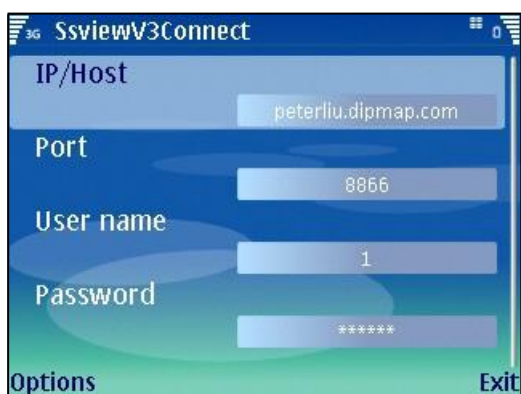 3G SsviewV3Connect
IP/Host
peterliu.dipmap.com
Port
8866
User name
1
Password
******
Options Exit